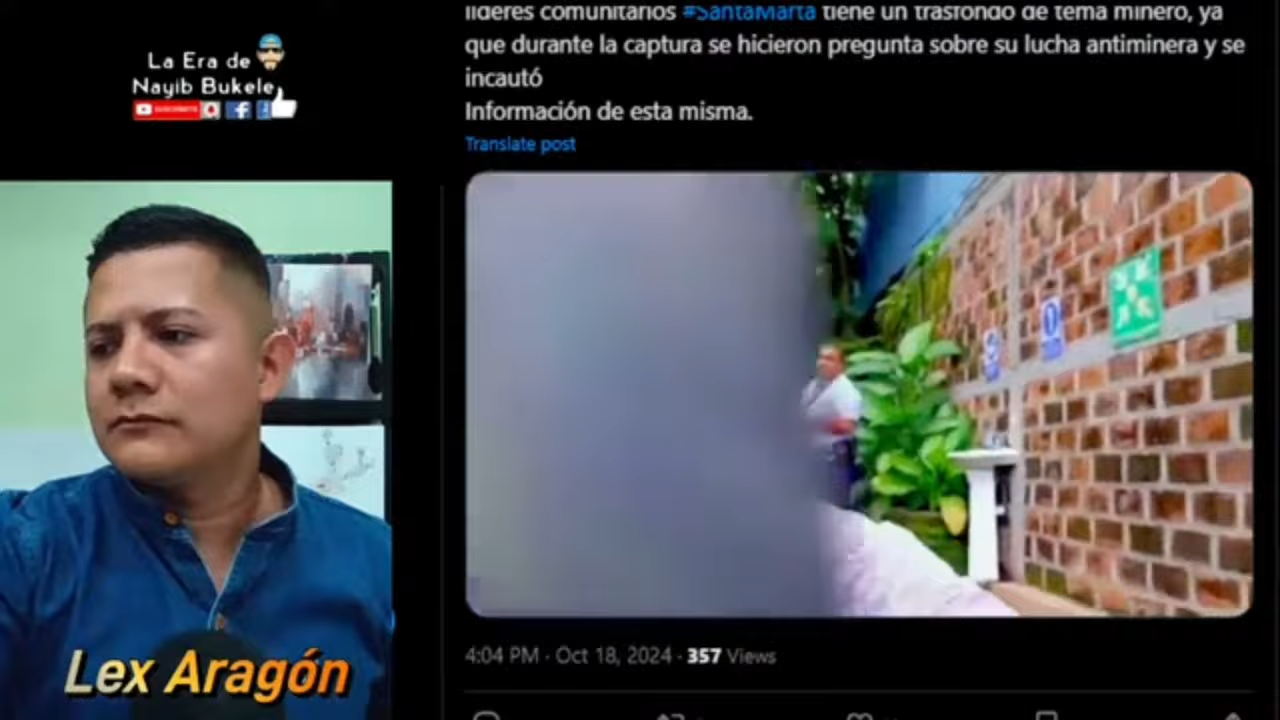 La Era de
Nayib Bukele
líderes comunitarios #SantaMarta tiene un trasfondo de tema minero, ya
que durante la captura se hicieron pregunta sobre su lucha antiminera y se
incautó
Información de esta misma.
Translate post
4:04 PM · Oct 18, 2024 · 357 Views
Lex Aragón